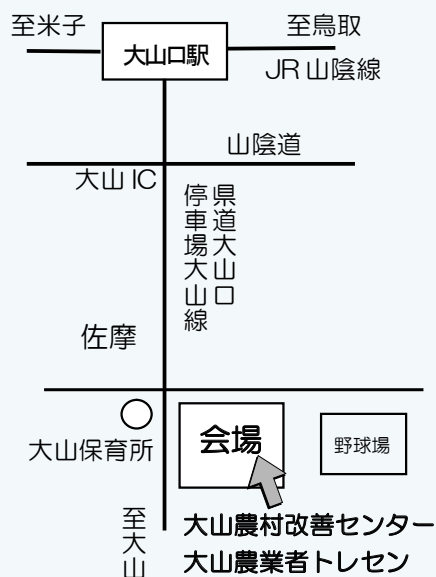 至米子
至鳥取
大山口駅
JR山陰線
山陰道
大山IC
県道大山口
停車場大山線
佐摩
大山保育所
会場
野球場
至大山
大山農村改善センター
大山農業者トレセン